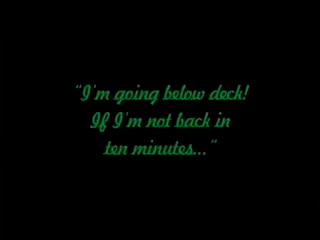 "I'm going below deck!
If I'm not back in
ten minutes..."